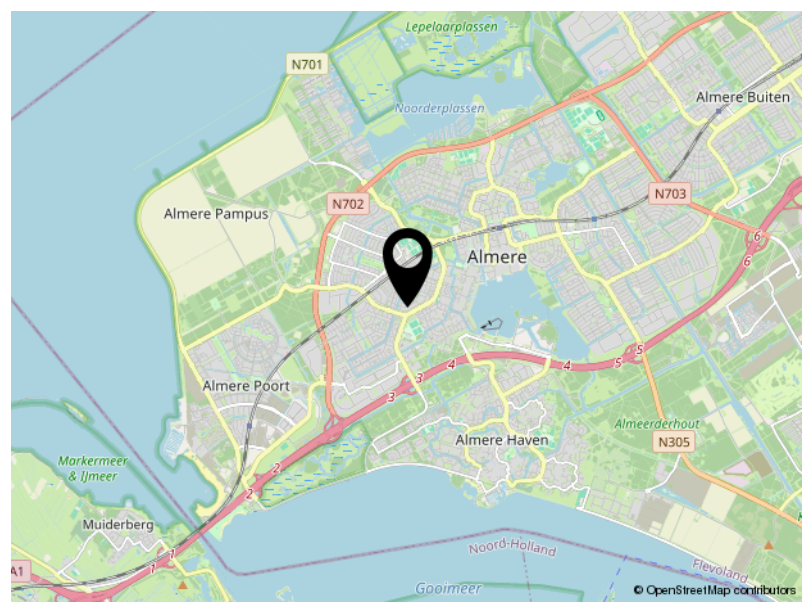 Lepelaarplassen
N701
Almere Buiten
Noorderplassen
N703
N702
Almere Pampus
6
Almere
6
5
4
4
5
3
Almere Poort
3
Almeerderhout
Almere Haven
N305
Markermeer
& IJmeer
2
2
Muiderberg
Noord-Holland
1
A1
1
Flevoland
Gooimeer
© OpenStreetMap contributors